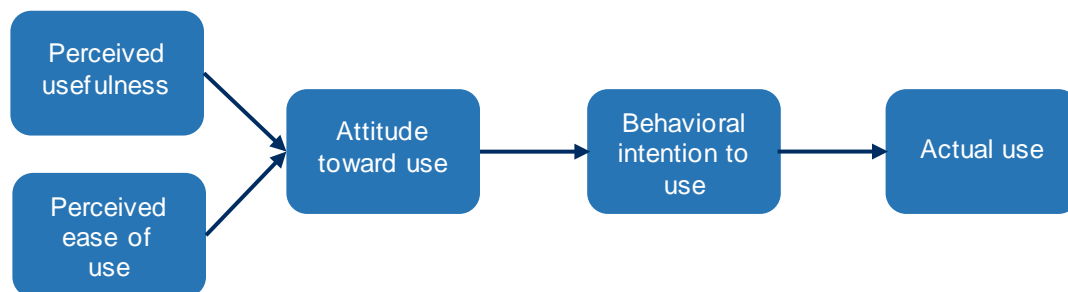 Perceived
usefulness
Perceived
ease of
use
Attitude
toward use
Behavioral
intention to
use
Actual use